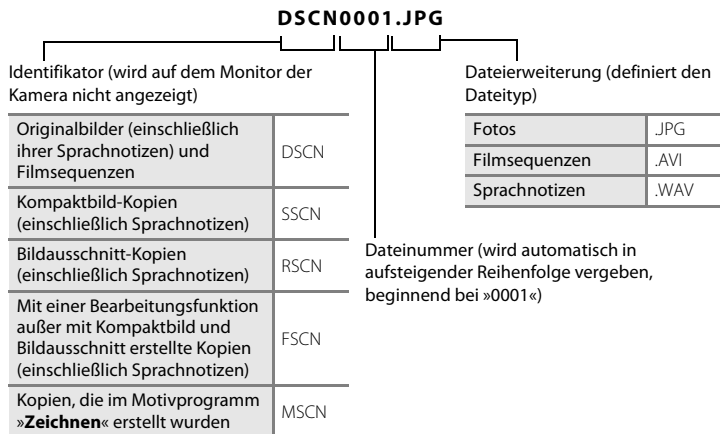 DSCN0001.JPG
Identifikator (wird auf dem Monitor der
Kamera nicht angezeigt)
Originalbilder (einschließlich
ihrer Sprachnotizen) und
Filmsequenzen
DSCN
Kompaktbild-Kopien
(einschließlich Sprachnotizen)
SSCN
Bildausschnitt-Kopien
(einschließlich Sprachnotizen)
RSCN
Mit einer Bearbeitungsfunktion
außer mit Kompaktbild und
Bildausschnitt erstellte Kopien
(einschließlich Sprachnotizen)
FSCN
Kopien, die im Motivprogramm
»Zeichnen« erstellt wurden
MSCN
Dateierweiterung (definiert den
Dateityp)
Fotos .JPG
Filmsequenzen .AVI
Sprachnotizen .WAV
Dateinummer (wird automatisch in
aufsteigender Reihenfolge vergeben,
beginnend bei »0001«)